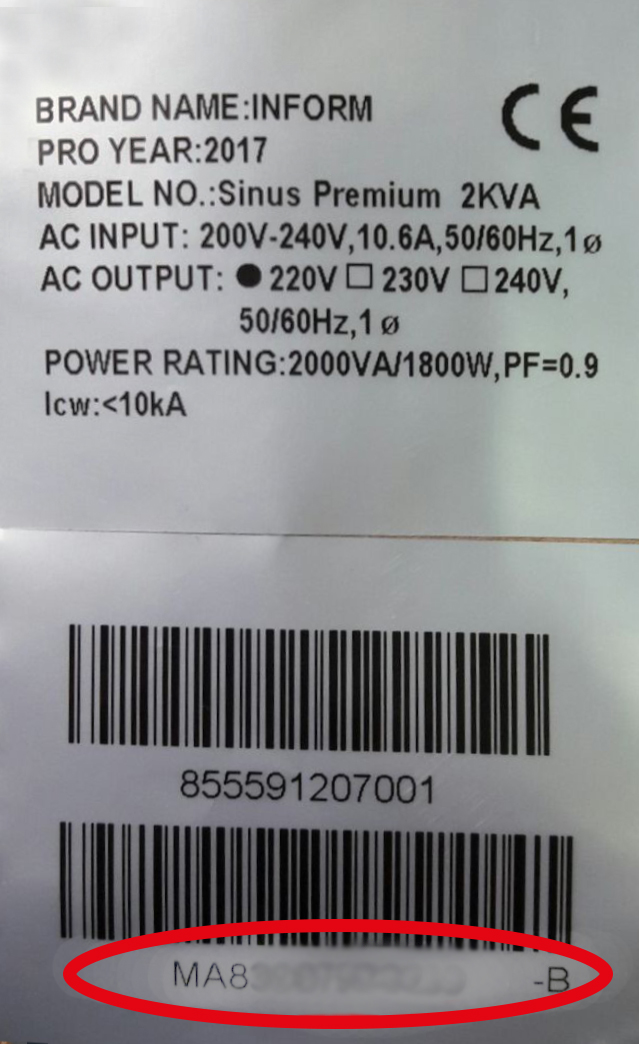 BRAND NAME:INFORM
CE
PRO YEAR:2017
MODEL NO.:Sinus Premium 2KVA
AC INPUT: 200V-240V,10.6A,50/60Hz,1ø
AC OUTPUT: ●220V □ 230V □ 240V,
50/60Hz,1 ø
POWER RATING:2000VA/1800W,PF=0.9
Icw:<10kA
855591207001
MA8 -B